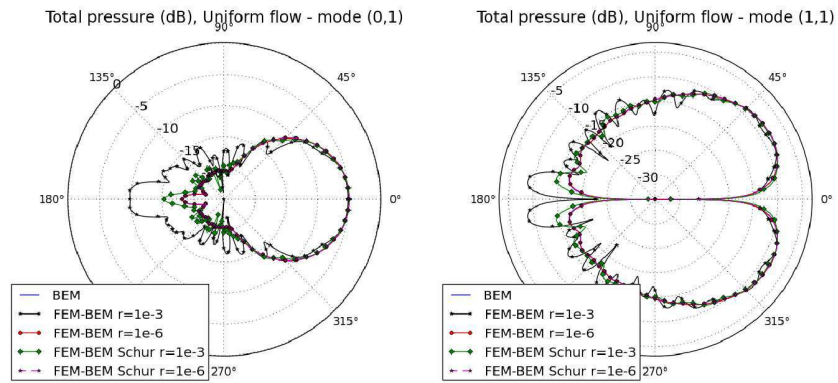 Total pressure (dB), Uniform flow - mode (0,1)
90°
135°
45°
0
-5
-10
-15
180°
0°
315°
270°
BEM
FEM-BEM r=1e-3
FEM-BEM r=1e-6
FEM-BEM Schur r=1e-3
FEM-BEM Schur r=1e-6
Total pressure (dB), Uniform flow - mode (1,1)
90°
135°
45°
-5
-10
-20
-25
-30
180°
0°
315°
270°
BEM
FEM-BEM r=1e-3
FEM-BEM r=1e-6
FEM-BEM Schur r=1e-3
FEM-BEM Schur r=1e-6